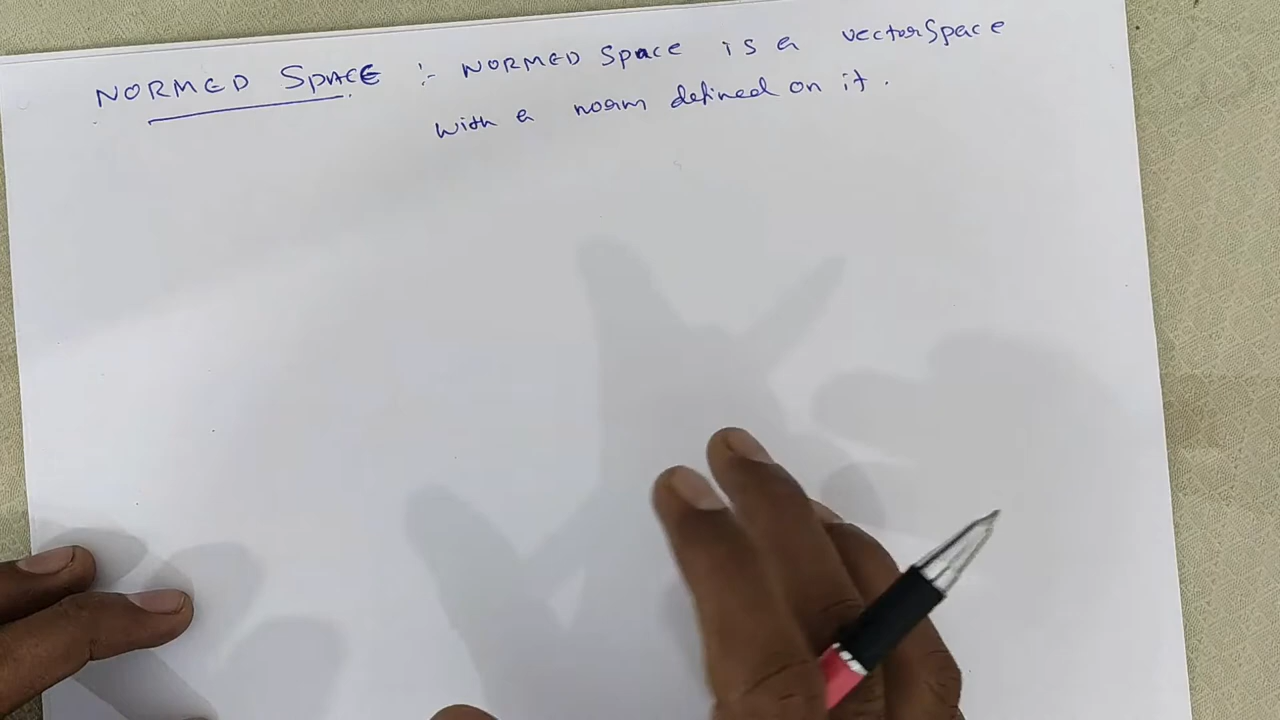 NORMED SPACE :- NORMED Space is a vectorSpace
with a norm defined on it.